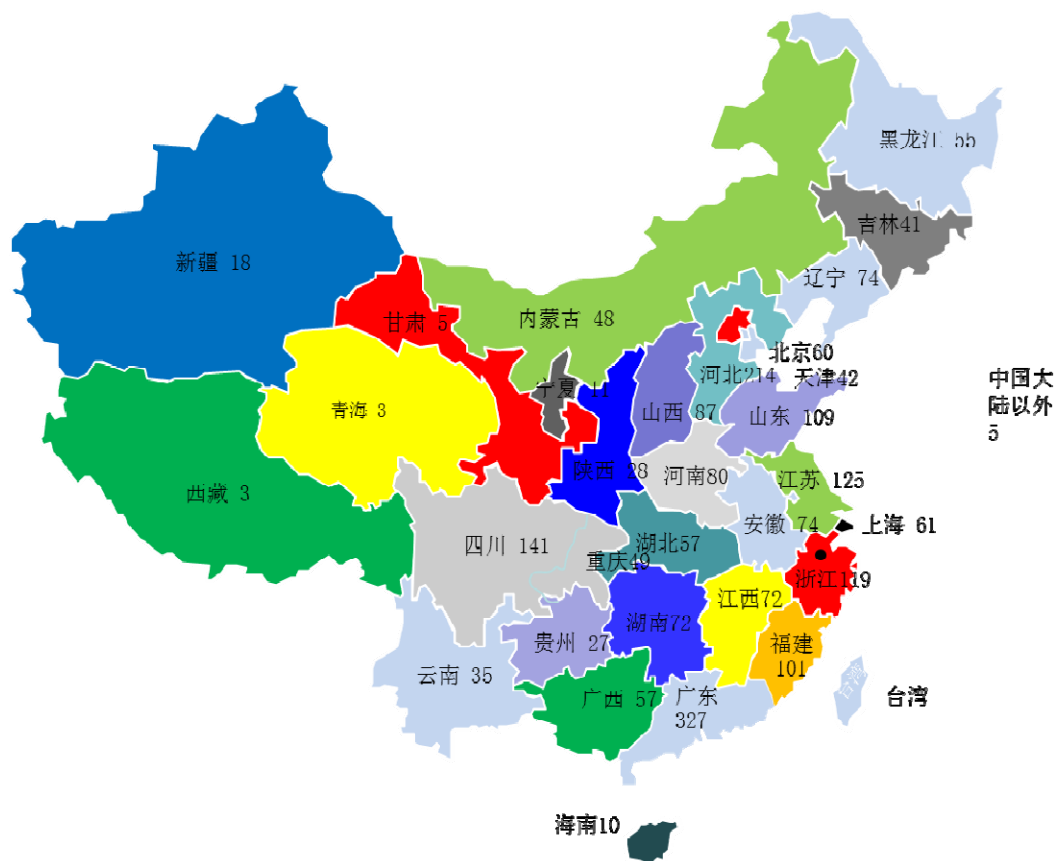 黑龙江 55
吉林41
辽宁 74
新疆 18
甘肃 5
内蒙古 48
北京60
河北214
天津42
中国大
陆以外
5
宁夏 11
青海 3
山西 87
山东 109
陕西 28
河南80
江苏 125
西藏 3
安徽 74
上海 61
四川 141
湖北57
重庆49
浙江119
江西72
湖南72
贵州 27
福建
101
云南 35
广西 57
广东
327
台湾
台湾
海南10